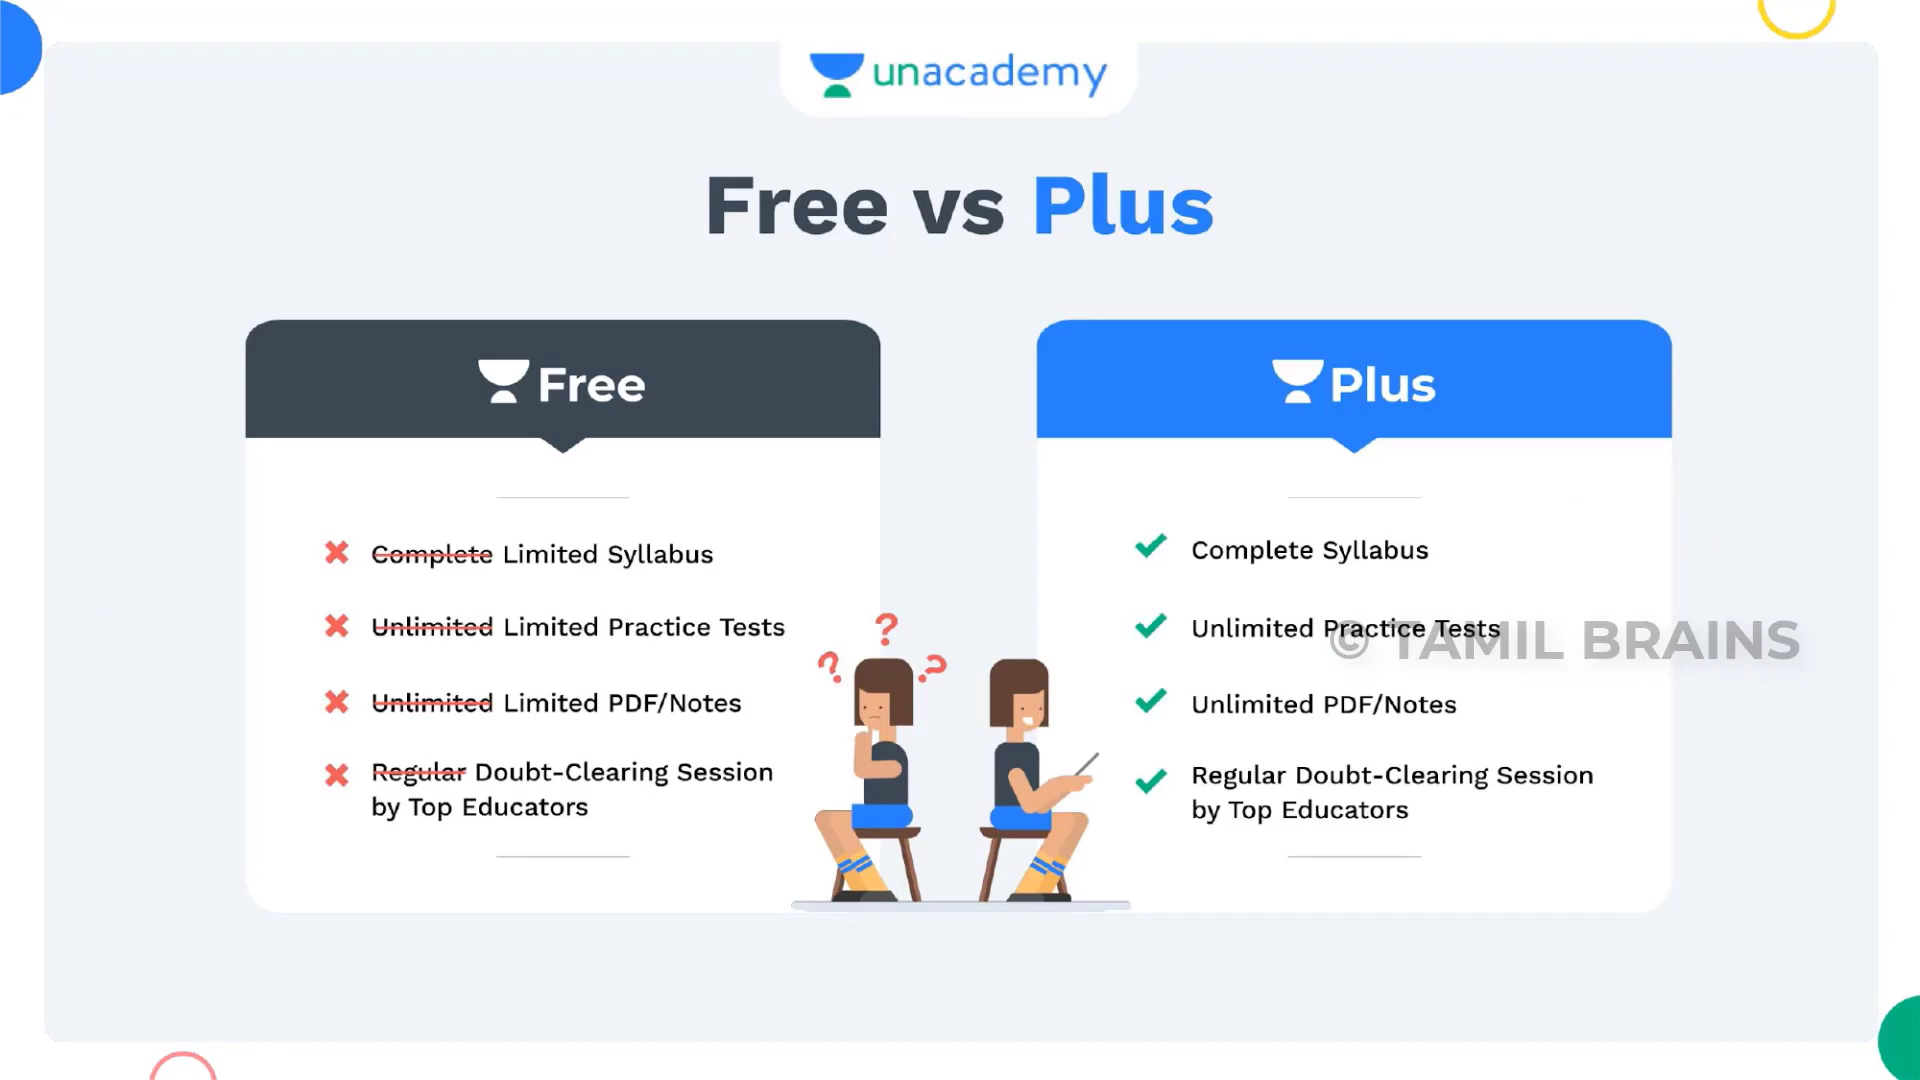 unacademy
Free vs Plus
Free
Complete Limited Syllabus
Unlimited Limited Practice Tests
Unlimited Limited PDF/Notes
Regular Doubt-Clearing Session
by Top Educators
? ? ?
Plus
Complete Syllabus
Unlimited Practice Tests
Unlimited PDF/Notes
Regular Doubt-Clearing Session
by Top Educators
© TAMIL BRAINS